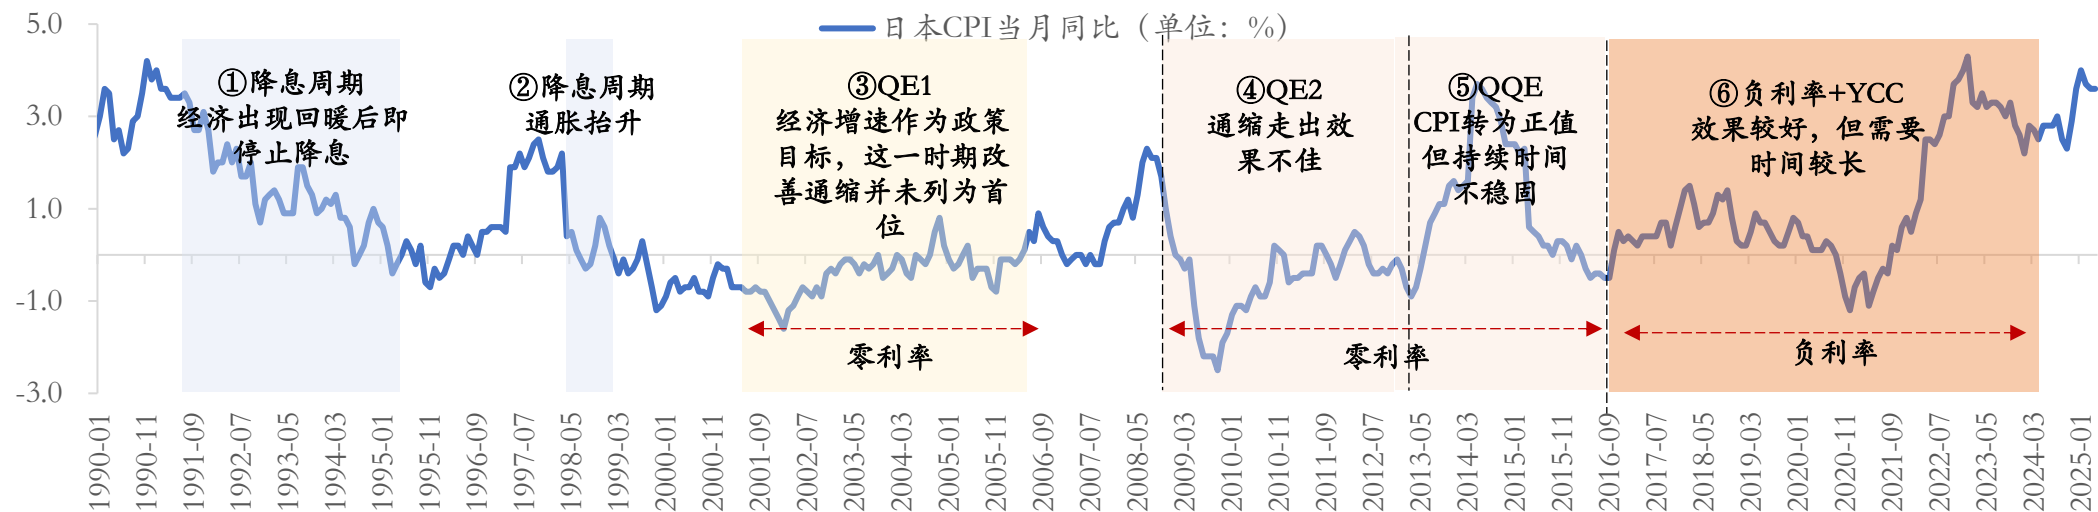 日本CPI当月同比（单位：%）
5.0
3.0
1.0
-1.0
-3.0
①降息周期
经济出现回暖后即
停止降息
②降息周期
通胀抬升
③QE1
经济增速作为政策
目标，这一时期改
善通缩并未列为首
位
零利率
④QE2
通缩走出效
果不佳
⑤QQE
CPI转为正值
但持续时间
不稳固
零利率
⑥负利率+YCC
效果较好，但需要
时间较长
负利率
1990-01
1990-11
1991-09
1992-07
1993-05
1994-03
1995-01
1995-11
1996-09
1997-07
1998-05
1999-03
2000-01
2000-11
2001-09
2002-07
2003-05
2004-03
2005-01
2005-11
2006-09
2007-07
2008-05
2009-03
2010-01
2010-11
2011-09
2012-07
2013-05
2014-03
2015-01
2015-11
2016-09
2017-07
2018-05
2019-03
2020-01
2020-11
2021-09
2022-07
2023-05
2024-03
2025-01